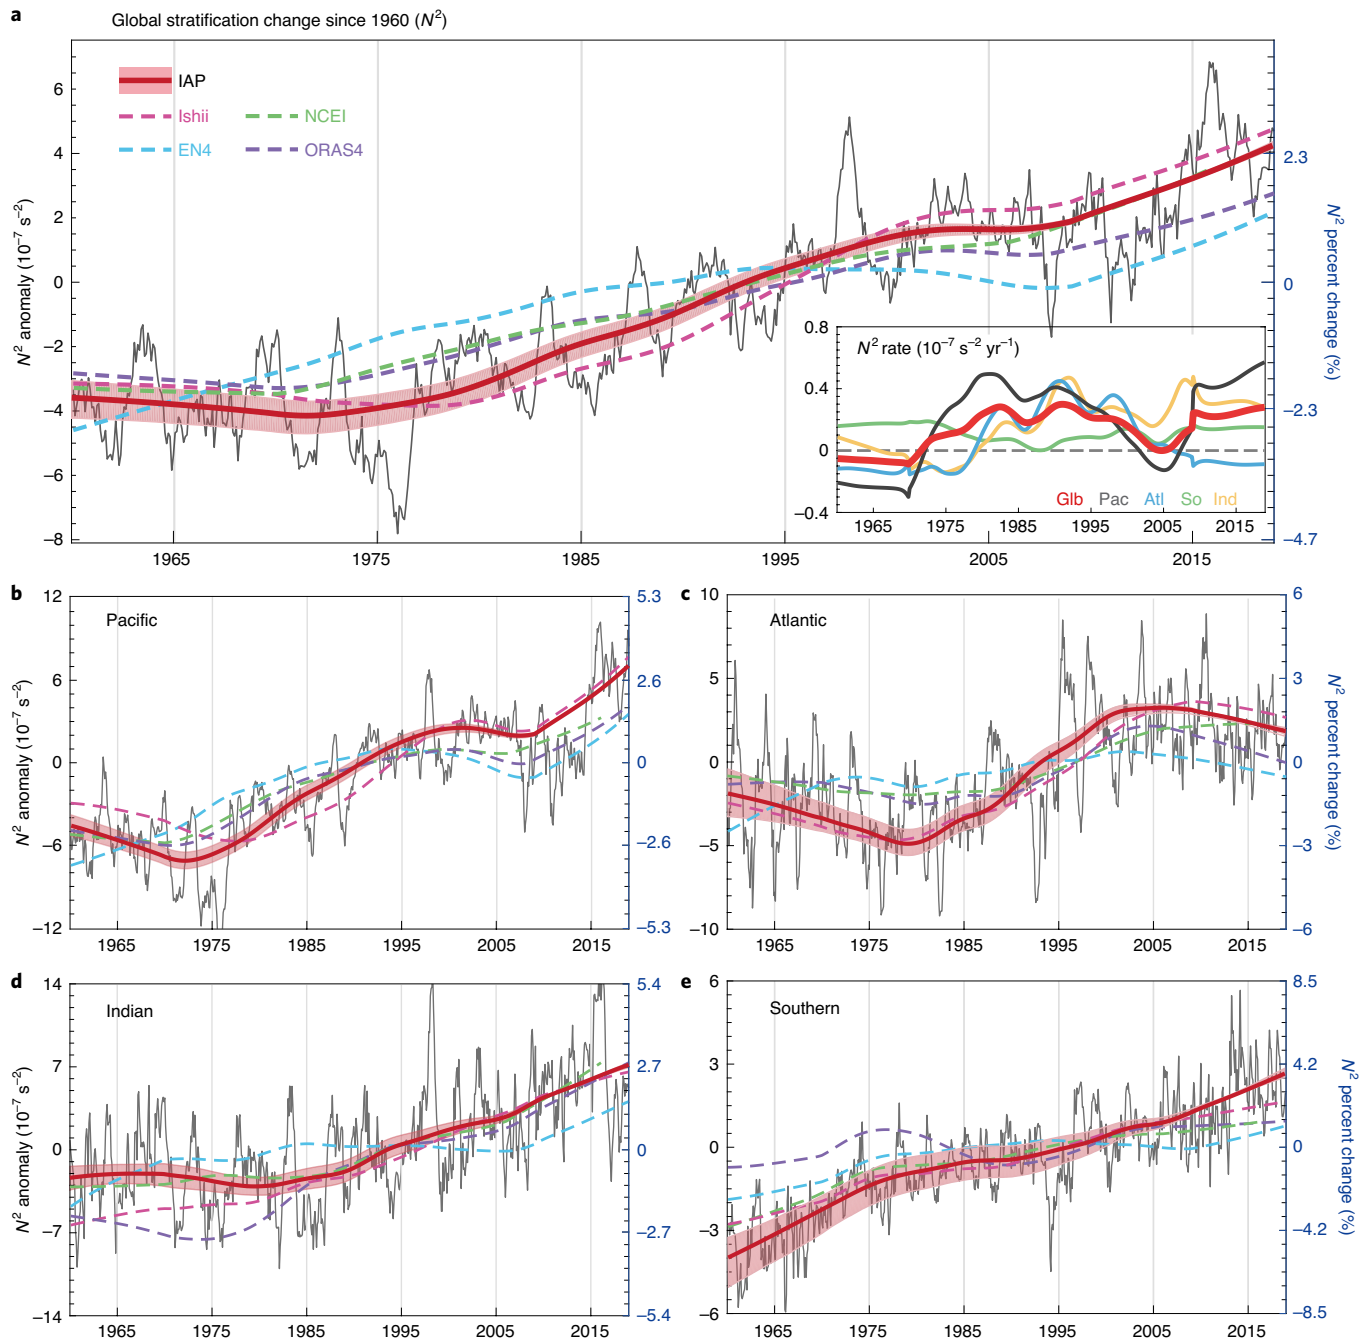 a
Global stratification change since 1960 (N²)
IAP
Ishii
NCEI
EN4
ORAS4
N² anomaly (10⁻⁷ s⁻²)
6
4
2
0
−2
−4
−6
−8
2.3
0
−2.3
−4.7
N² percent change (%)
1965 1975 1985 1995 2005 2015
N² rate (10⁻⁷ s⁻² yr⁻¹)
0.8
0.4
0
−0.4
Glb Pac Atl So Ind
1965 1975 1985 1995 2005 2015
b
Pacific
N² anomaly (10⁻⁷ s⁻²)
12
6
0
−6
−12
5.3
2.6
0
−2.6
−5.3
1965 1975 1985 1995 2005 2015
c
Atlantic
10
5
0
−5
−10
6
3
0
−3
−6
N² percent change (%)
1965 1975 1985 1995 2005 2015
d
Indian
N² anomaly (10⁻⁷ s⁻²)
14
7
0
−7
−14
5.4
2.7
0
−2.7
−5.4
1965 1975 1985 1995 2005 2015
e
Southern
6
3
0
−3
−6
8.5
4.2
0
−4.2
−8.5
N² percent change (%)
1965 1975 1985 1995 2005 2015